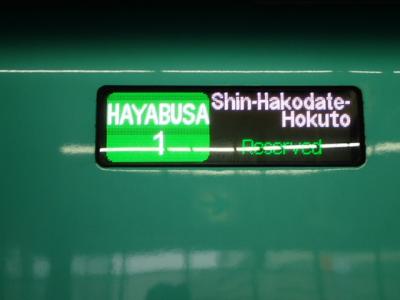 HAYABUSA
1
Shin-Hakodate-
Hokuto
Reserved